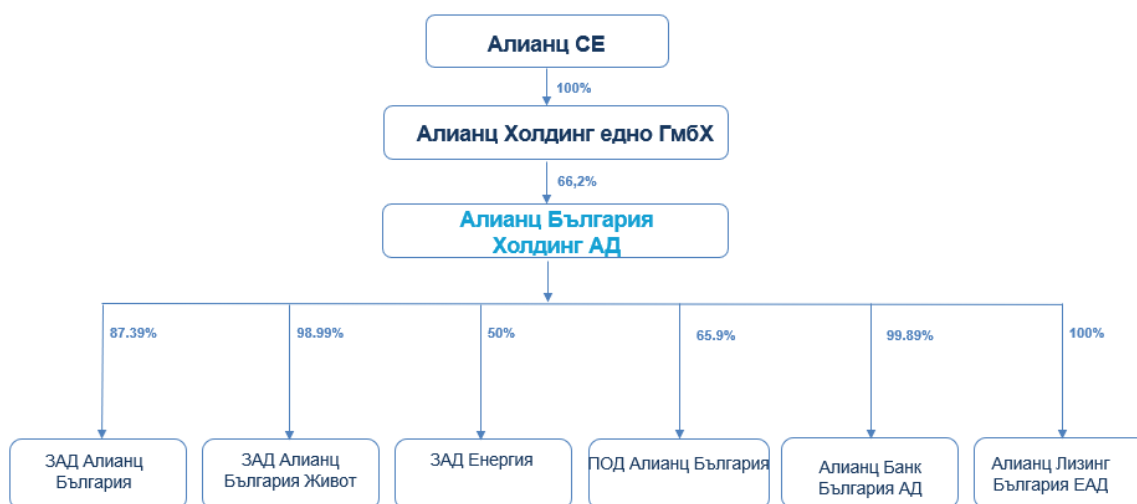 Алианц СЕ
100%
Алианц Холдинг едно ГмбХ
66,2%
Алианц България
Холдинг АД
87.39%
98.99%
50%
65.9%
99.89%
100%
ЗАД Алианц
България
ЗАД Алианц
България Живот
ЗАД Енергия
ПОД Алианц България
Алианц Банк
България АД
Алианц Лизинг
България ЕАД